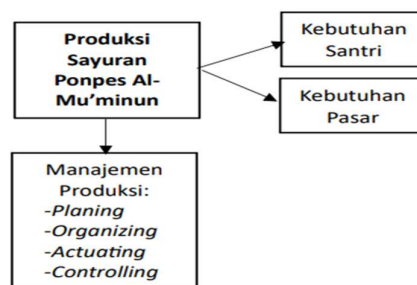 Produksi
Sayuran
Ponpes Al-
Mu'minun
Kebutuhan
Santri
Kebutuhan
Pasar
Manajemen
Produksi:
-Planing
-Organizing
-Actuating
-Controlling